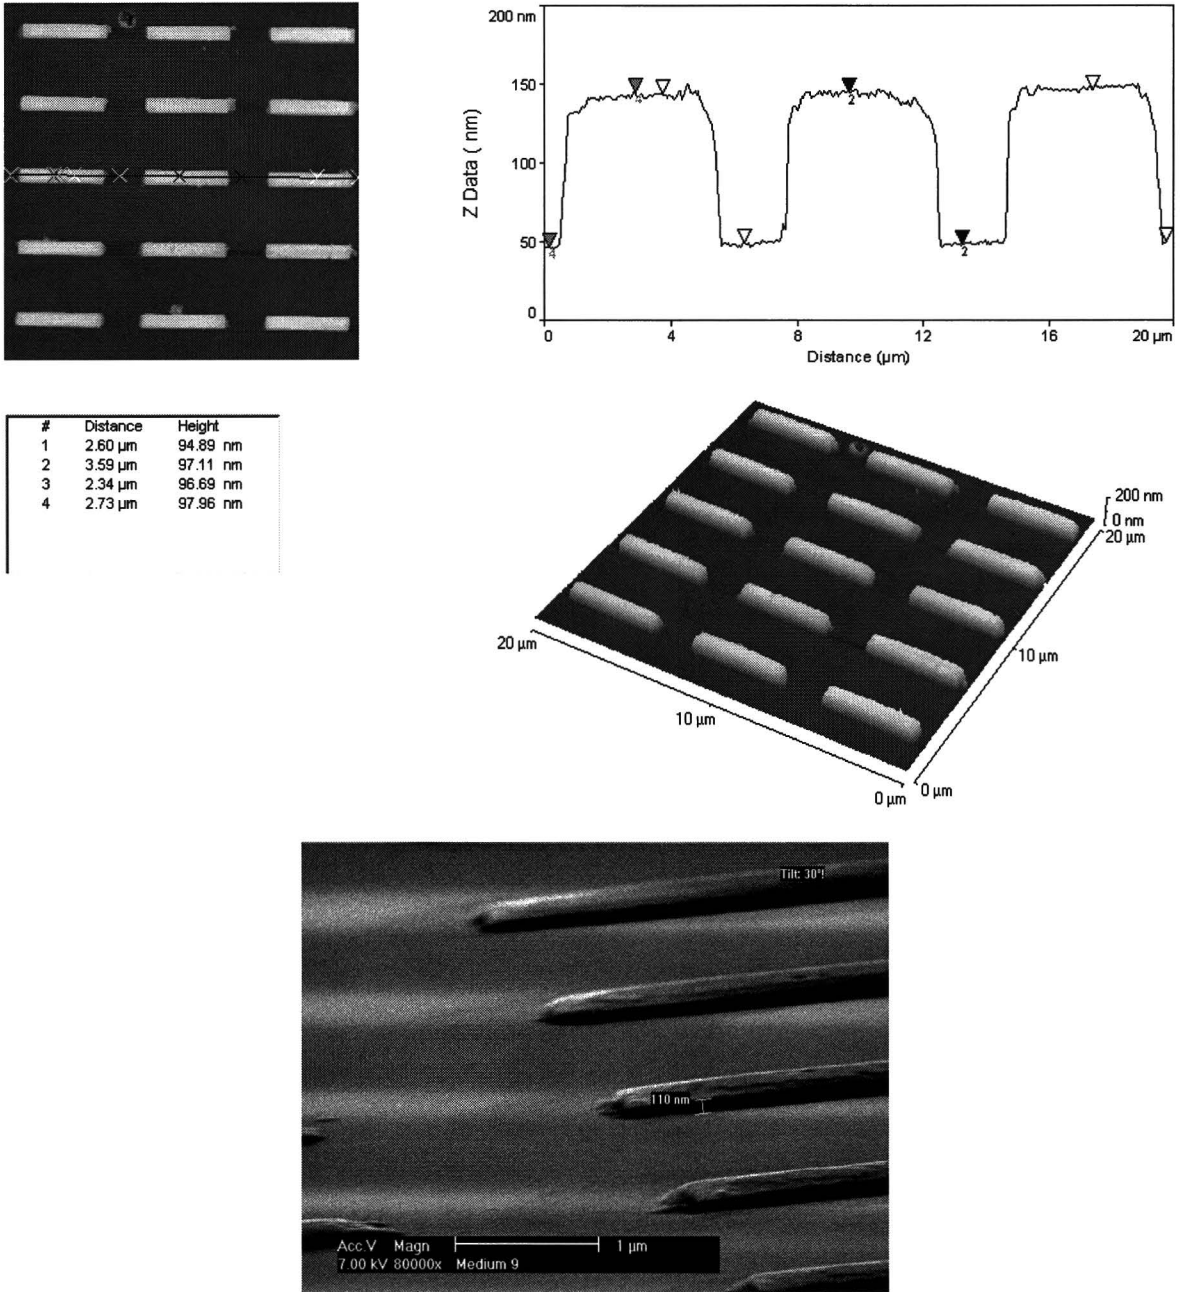 200 nm
150
100
50
0
Z Data ( nm)
4
2
4
2
0
4
8
12
16
20 µm
Distance (µm)
# Distance Height
1 2.60 µm 94.89 nm
2 3.59 µm 97.11 nm
3 2.34 µm 96.69 nm
4 2.73 µm 97.96 nm
200 nm
0 nm
20 µm
20 µm
10 µm
10 µm
0 µm
0 µm
Tilt: 30°!
110 nm
Acc.V Magn 1 µm
7.00 kV 80000x Medium 9